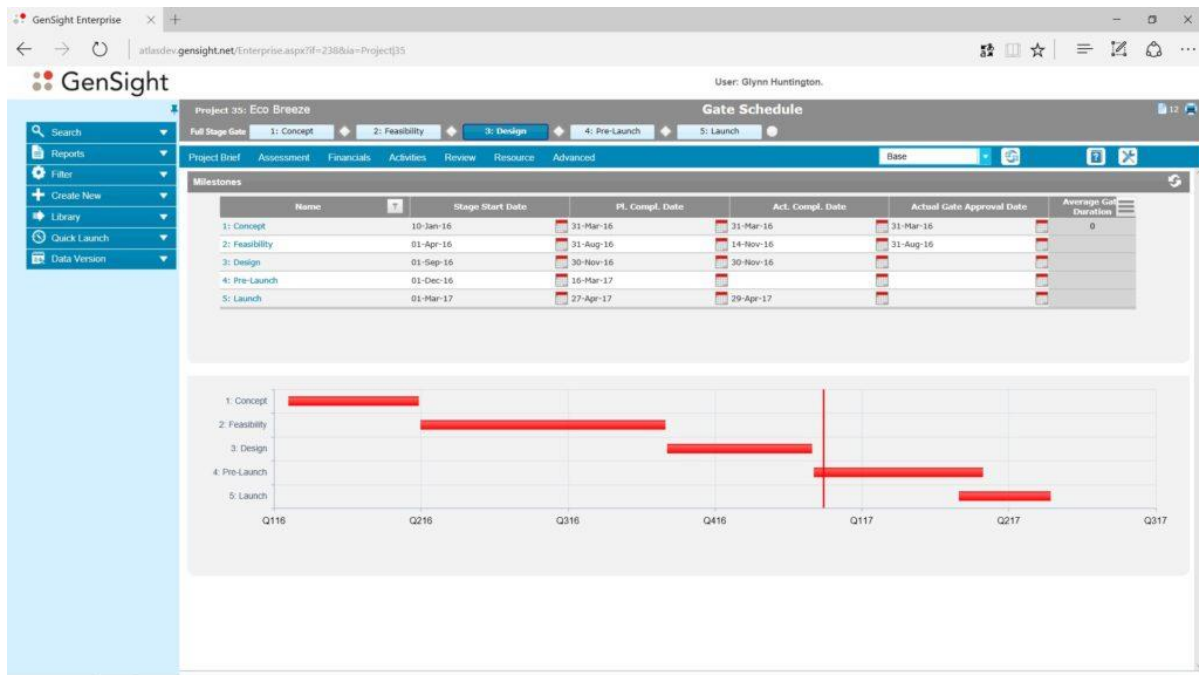 GenSight Enterprise
atlasdev.gensight.net/Enterprise.aspx?if=238&ia=Project|35
GenSight
User: Glynn Huntington.
Project 35: Eco Breeze
Gate Schedule
12
Full Stage Gate
1: Concept
2: Feasibility
3: Design
4: Pre-Launch
5: Launch
Search
Reports
Filter
Create New
Library
Quick Launch
Data Version
Project Brief Assessment Financials Activities Review Resource Advanced
Base
Milestones
Name Stage Start Date Pl. Compl. Date Act. Compl. Date Actual Gate Approval Date Average Duration
1: Concept 10-Jan-16 31-Mar-16 31-Mar-16 31-Mar-16 0
2: Feasibility 01-Apr-16 31-Aug-16 14-Nov-16 31-Aug-16
3: Design 01-Sep-16 30-Nov-16 30-Nov-16
4: Pre-Launch 01-Dec-16 16-Mar-17
5: Launch 01-Mar-17 27-Apr-17 29-Apr-17
1: Concept
2: Feasibility
3: Design
4: Pre-Launch
5: Launch
Q116 Q216 Q316 Q416 Q117 Q217 Q317